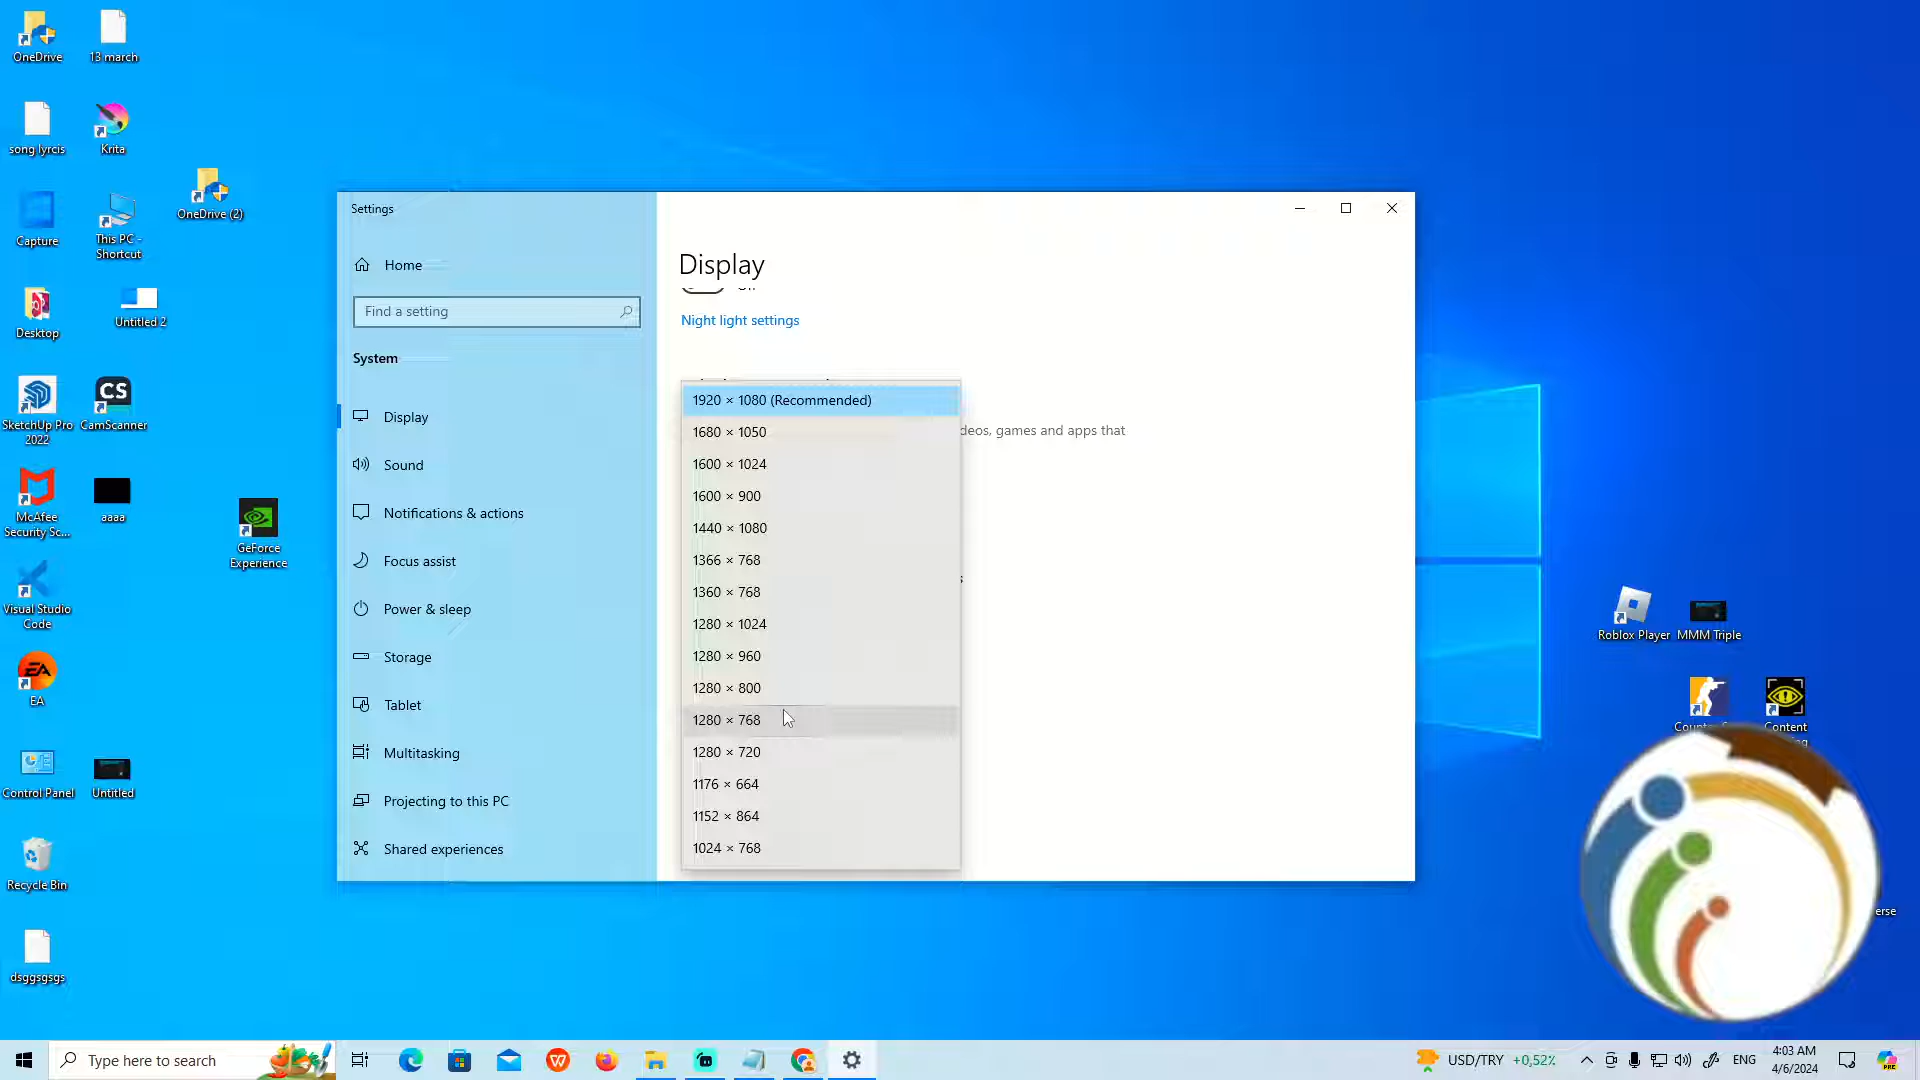 OneDrive
13 march
song lyrcis
Krita
OneDrive (2)
Capture
This PC -
Shortcut
Desktop
Untitled 2
SketchUp Pro
2022
CS
CamScanner
McAfee
Security Sc...
aaaa
GeForce
Experience
Visual Studio
Code
EA
EA
Control Panel
Untitled
Recycle Bin
dsggsgsgs
Settings
Home
Find a setting
System
Display
Sound
Notifications & actions
Focus assist
Power & sleep
Storage
Tablet
Multitasking
Projecting to this PC
Shared experiences
Display
Night light settings
deos, games and apps that
1920 × 1080 (Recommended)
1680 × 1050
1600 × 1024
1600 × 900
1440 × 1080
1366 × 768
1360 × 768
1280 × 1024
1280 × 960
1280 × 800
1280 × 768
1280 × 720
1176 × 664
1152 × 864
1024 × 768
Roblox Player
MMM Triple
Content
erse
Type here to search
USD/TRY +0,52%
ENG
4:03 AM
4/6/2024
PRE